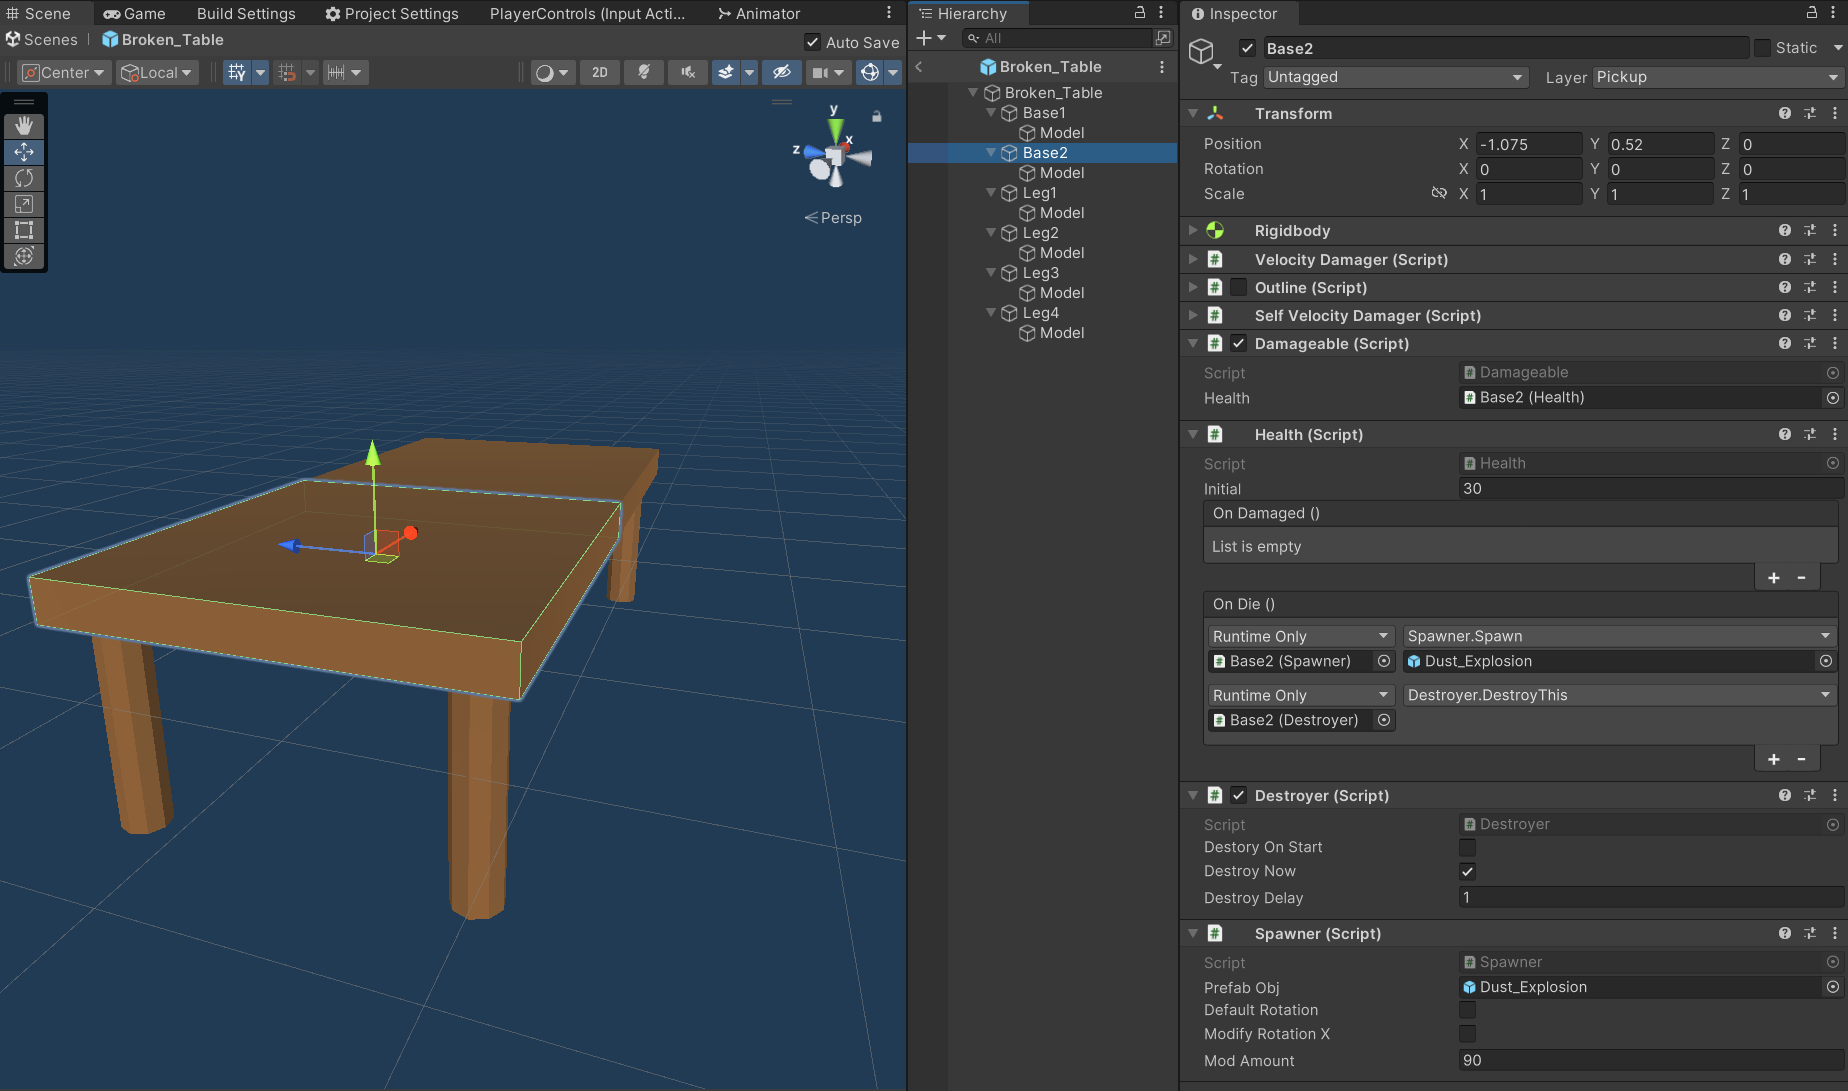 Scene
Game
Build Settings
Project Settings
PlayerControls (Input Acti...
Animator
Scenes
Broken_Table
Auto Save
Center
Local
2D
y
x
z
Persp
Hierarchy
All
Broken_Table
Broken_Table
Base1
Model
Base2
Model
Leg1
Model
Leg2
Model
Leg3
Model
Leg4
Model
Inspector
Base2
Static
Tag Untagged Layer Pickup
Transform
Position X -1.075 Y 0.52 Z 0
Rotation X 0 Y 0 Z 0
Scale X 1 Y 1 Z 1
Rigidbody
Velocity Damager (Script)
Outline (Script)
Self Velocity Damager (Script)
Damageable (Script)
Script Damageable
Health Base2 (Health)
Health (Script)
Script Health
Initial 30
On Damaged ()
List is empty
+ -
On Die ()
Runtime Only Spawner.Spawn
Base2 (Spawner) Dust_Explosion
Runtime Only Destroyer.DestroyThis
Base2 (Destroyer)
+ -
Destroyer (Script)
Script Destroyer
Destory On Start
Destroy Now
Destroy Delay 1
Spawner (Script)
Script Spawner
Prefab Obj Dust_Explosion
Default Rotation
Modify Rotation X
Mod Amount 90